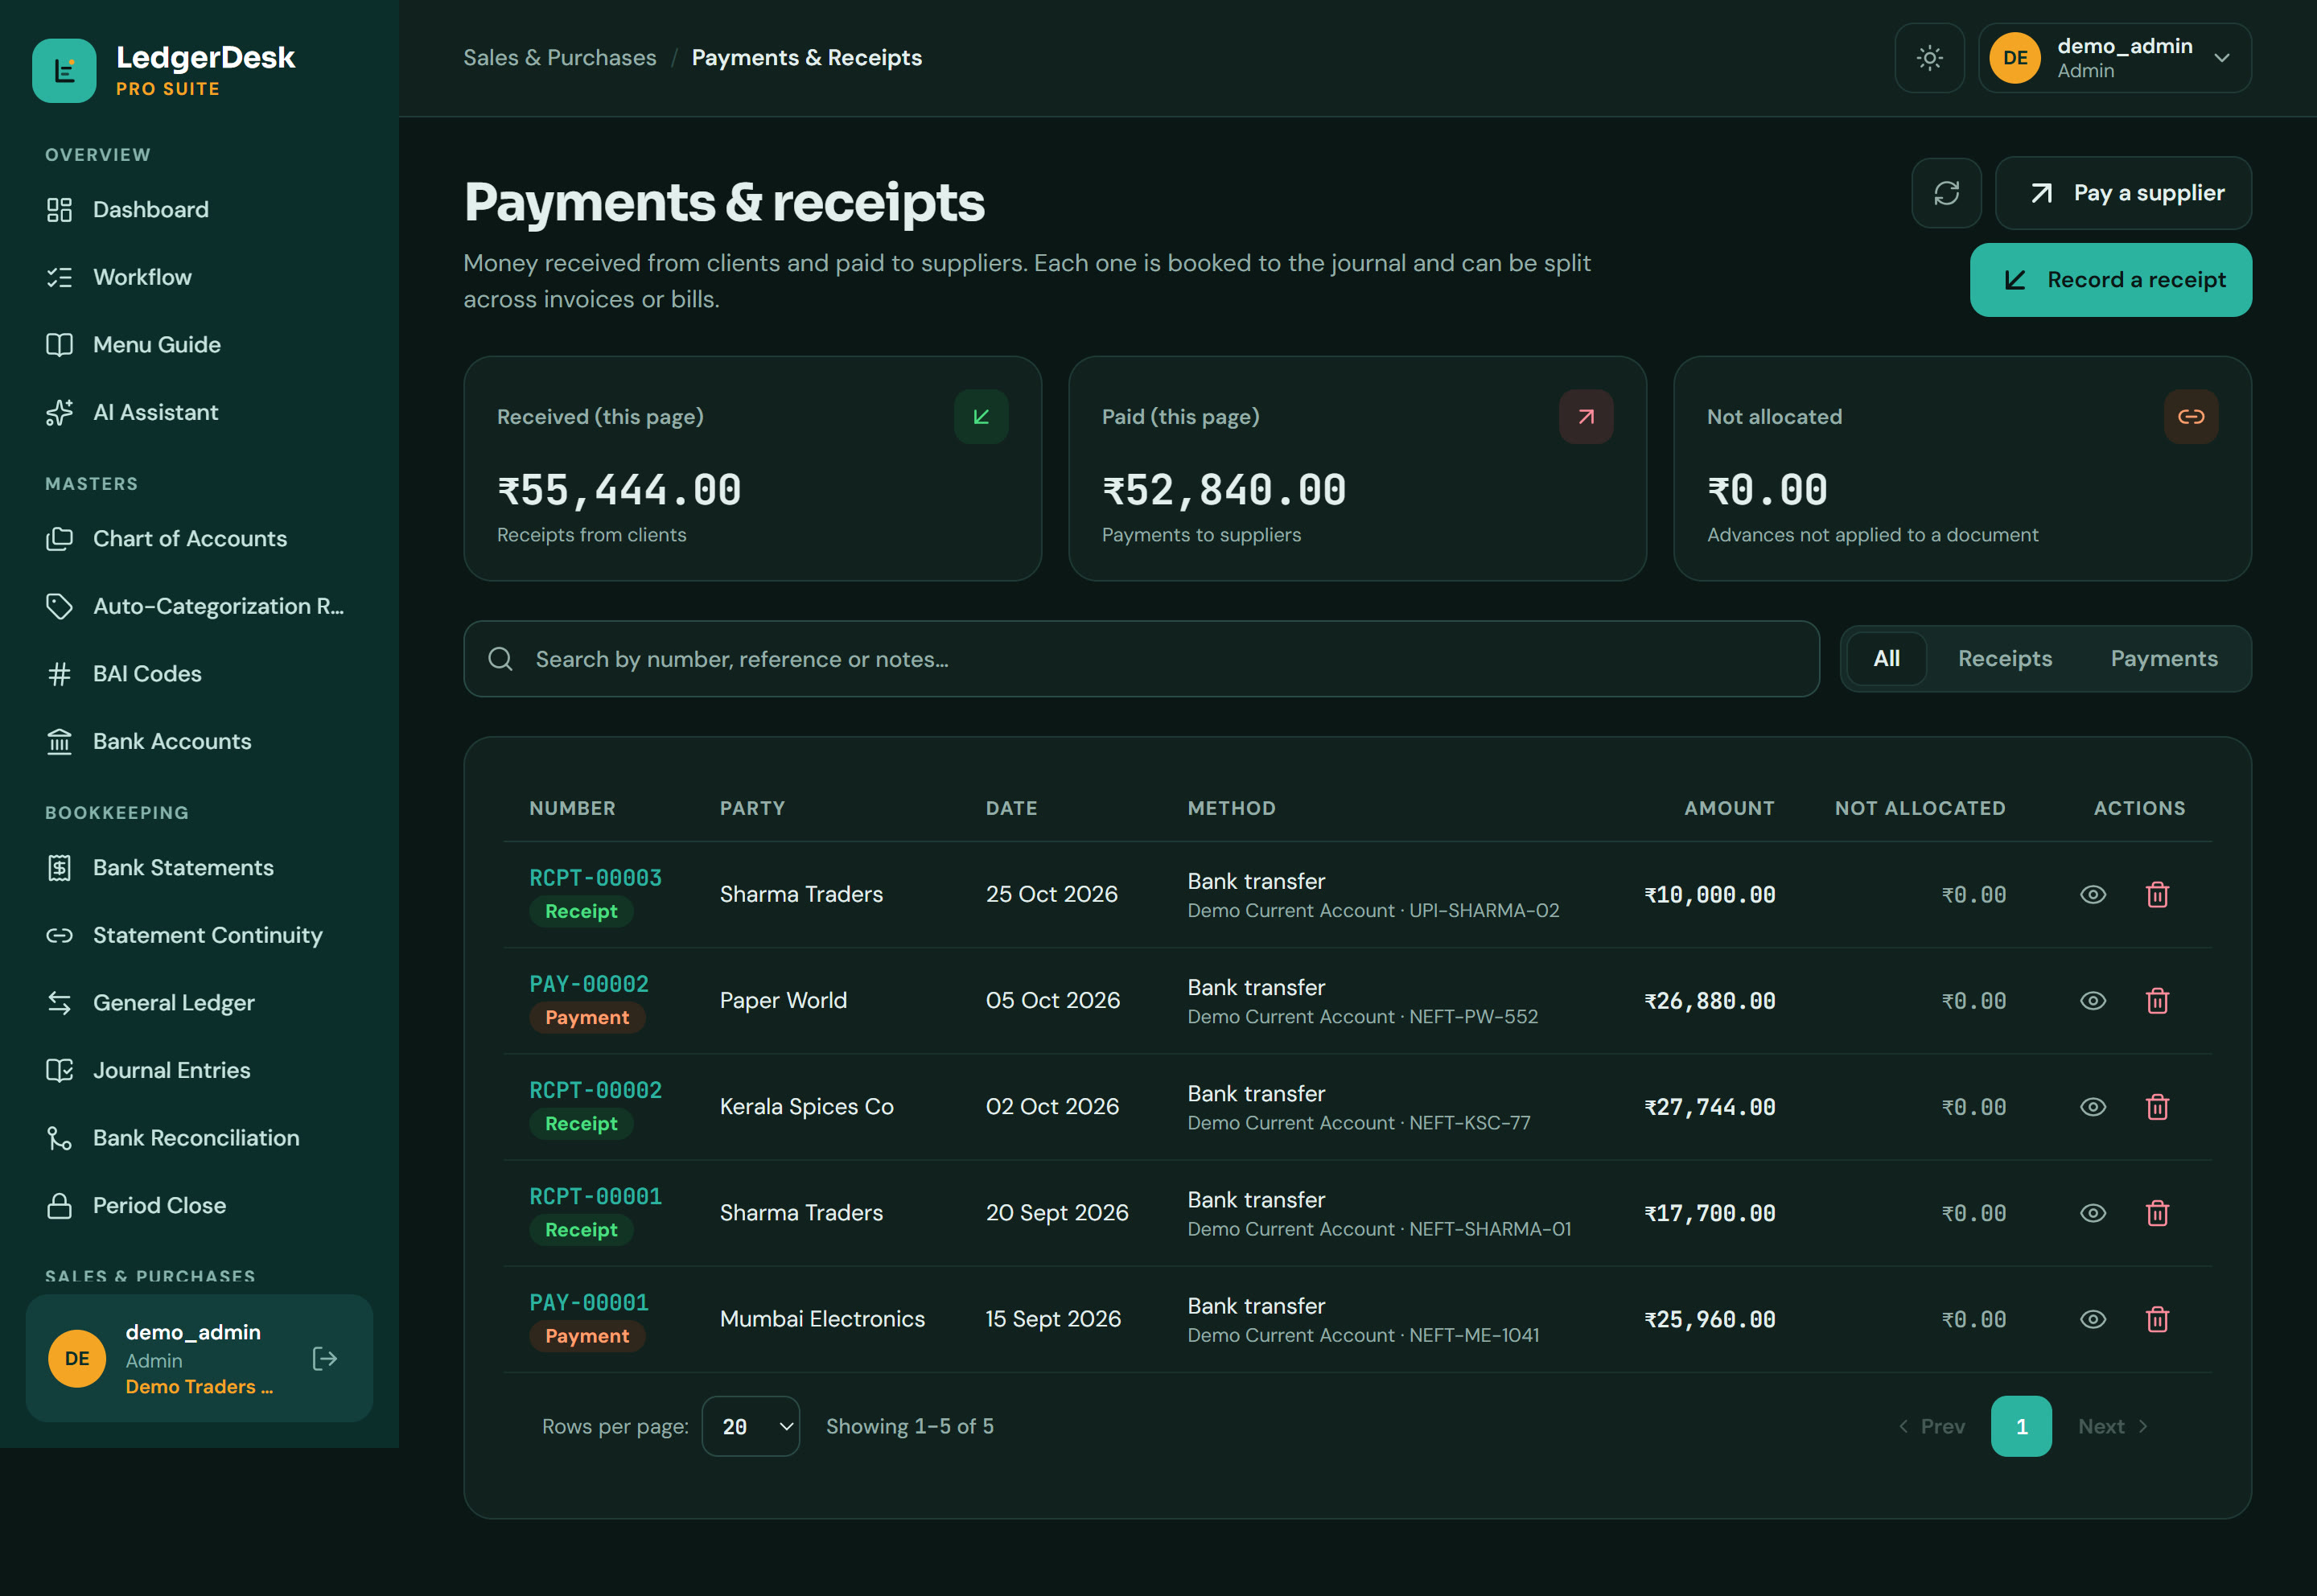 LedgerDesk
PRO SUITE
OVERVIEW
Dashboard
Workflow
Menu Guide
AI Assistant
MASTERS
Chart of Accounts
Auto-Categorization R...
BAI Codes
Bank Accounts
BOOKKEEPING
Bank Statements
Statement Continuity
General Ledger
Journal Entries
Bank Reconciliation
Period Close
SALES & PURCHASES
DE
demo_admin
Admin
Demo Traders ...
Sales & Purchases / Payments & Receipts
DE
demo_admin
Admin
Payments & receipts
Money received from clients and paid to suppliers. Each one is booked to the journal and can be split
across invoices or bills.
Pay a supplier
Record a receipt
Received (this page)
₹55,444.00
Receipts from clients
Paid (this page)
₹52,840.00
Payments to suppliers
Not allocated
₹0.00
Advances not applied to a document
Search by number, reference or notes...
All Receipts Payments
NUMBER PARTY DATE METHOD AMOUNT NOT ALLOCATED ACTIONS
RCPT-00003
Receipt
Sharma Traders
25 Oct 2026
Bank transfer
Demo Current Account · UPI-SHARMA-02
₹10,000.00
₹0.00
PAY-00002
Payment
Paper World
05 Oct 2026
Bank transfer
Demo Current Account · NEFT-PW-552
₹26,880.00
₹0.00
RCPT-00002
Receipt
Kerala Spices Co
02 Oct 2026
Bank transfer
Demo Current Account · NEFT-KSC-77
₹27,744.00
₹0.00
RCPT-00001
Receipt
Sharma Traders
20 Sept 2026
Bank transfer
Demo Current Account · NEFT-SHARMA-01
₹17,700.00
₹0.00
PAY-00001
Payment
Mumbai Electronics
15 Sept 2026
Bank transfer
Demo Current Account · NEFT-ME-1041
₹25,960.00
₹0.00
Rows per page: 20 Showing 1–5 of 5
Prev 1 Next